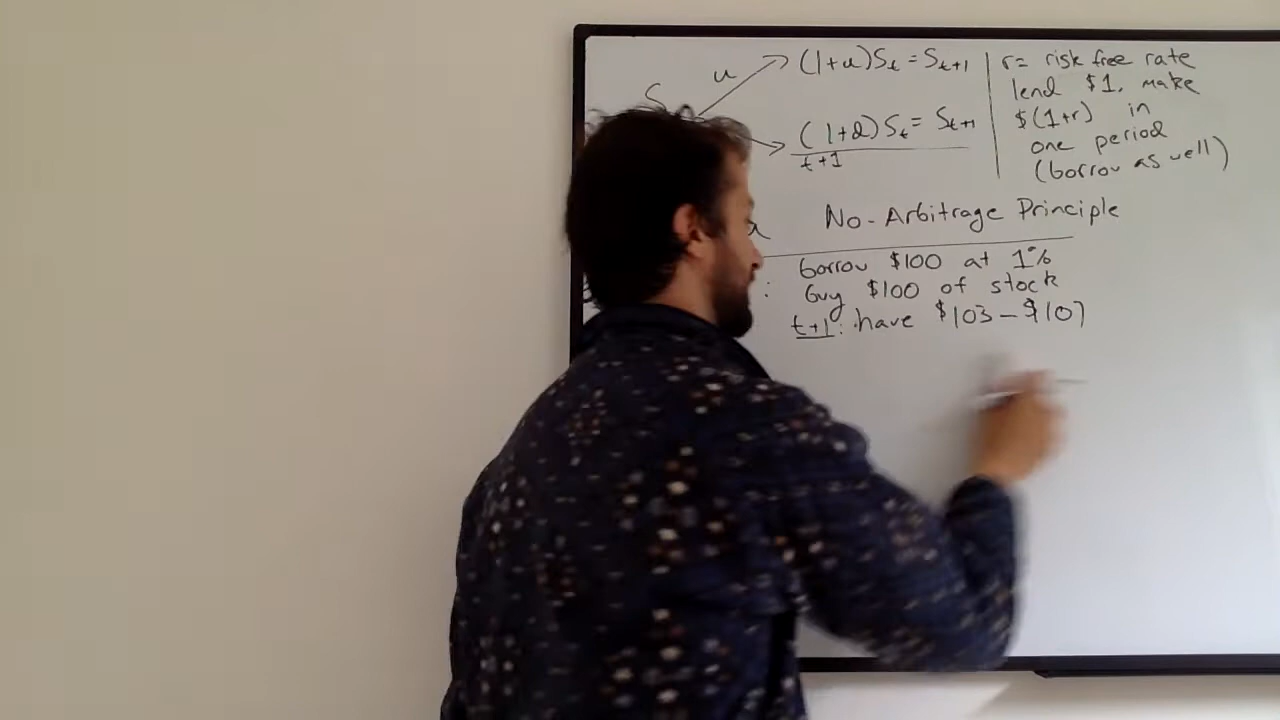 u
(1+u)S_t = S_t+1
S
(1+d)S_t = S_t+1
t+1
r = risk free rate
lend $1, make
$(1+r) in
one period
(borrow as well)
No-Arbitrage Principle
borrow $100 at 1%
: buy $100 of stock
t+1: have $103 – $107